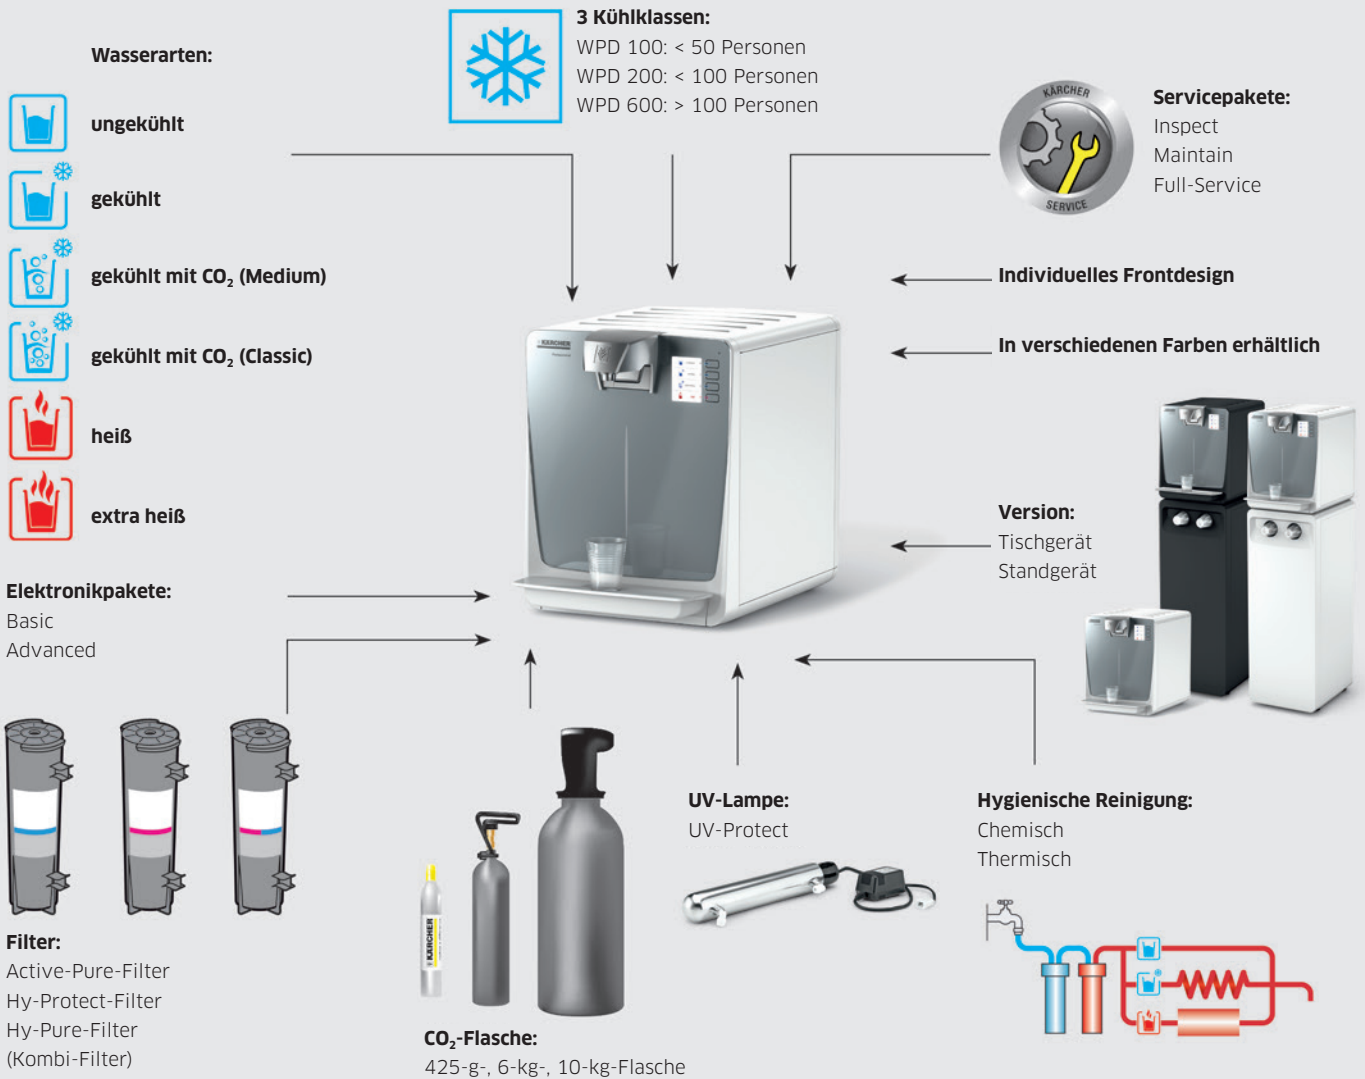 Wasserarten:
ungekühlt
gekühlt
gekühlt mit CO₂ (Medium)
gekühlt mit CO₂ (Classic)
heiß
extra heiß
3 Kühlklassen:
WPD 100: < 50 Personen
WPD 200: < 100 Personen
WPD 600: > 100 Personen
KÄRCHER
SERVICE
Servicepakete:
Inspect
Maintain
Full-Service
Individuelles Frontdesign
In verschiedenen Farben erhältlich
KÄRCHER
Version:
Tischgerät
Standgerät
Elektronikpakete:
Basic
Advanced
Filter:
Active-Pure-Filter
Hy-Protect-Filter
Hy-Pure-Filter
(Kombi-Filter)
KÄRCHER
CO₂-Flasche:
425-g-, 6-kg-, 10-kg-Flasche
UV-Lampe:
UV-Protect
Hygienische Reinigung:
Chemisch
Thermisch